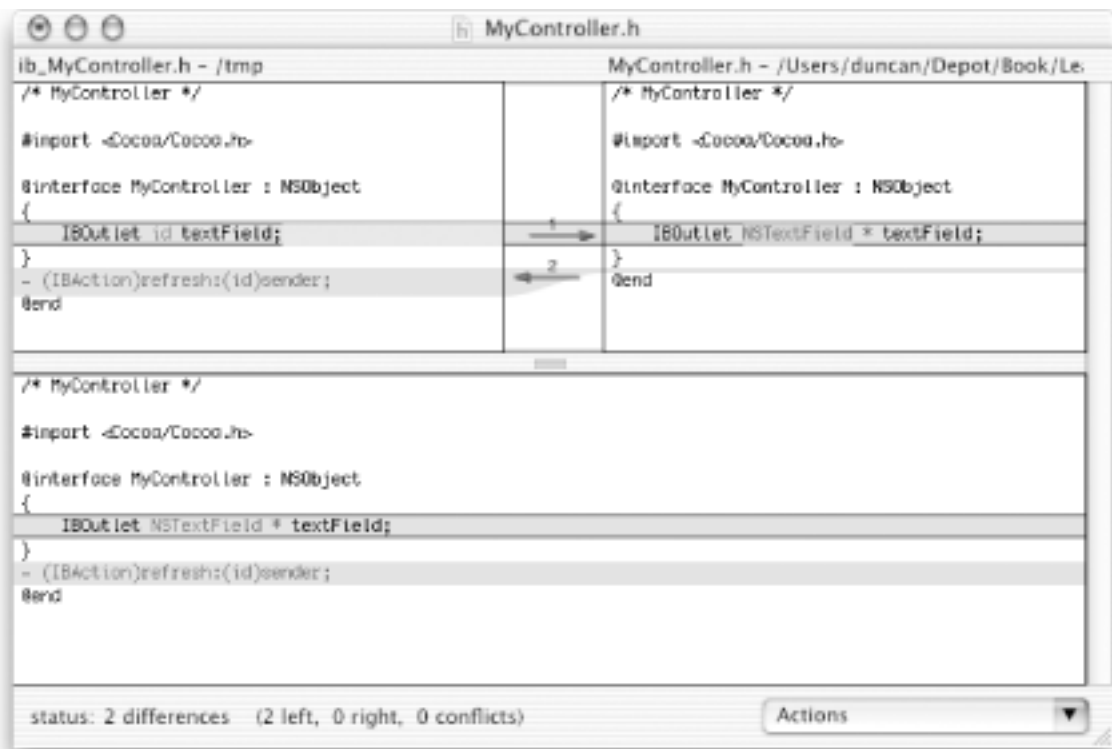 MyController.h
ib_MyController.h - /tmp
MyController.h - /Users/duncan/Depot/Book/Lea
/* MyController */
#import <Cocoa/Cocoa.h>
@interface MyController : NSObject
{
IBOutlet id textField;
}
- (IBAction)refresh:(id)sender;
@end
1
2
/* MyController */
#import <Cocoa/Cocoa.h>
@interface MyController : NSObject
{
IBOutlet NSTextField * textField;
}
@end
/* MyController */
#import <Cocoa/Cocoa.h>
@interface MyController : NSObject
{
IBOutlet NSTextField * textField;
}
- (IBAction)refresh:(id)sender;
@end
status: 2 differences (2 left, 0 right, 0 conflicts)
Actions